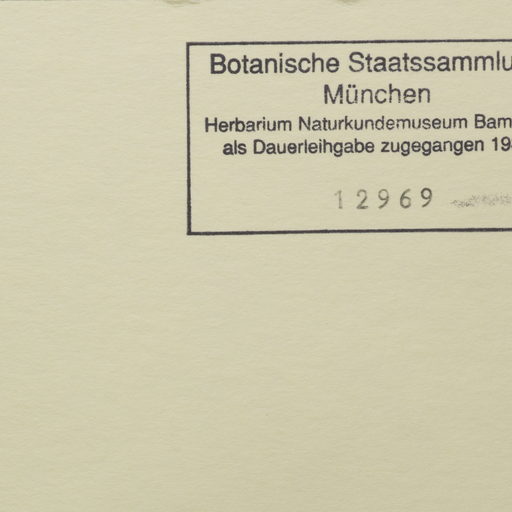 Botanische Staatssammlu
München
Herbarium Naturkundemuseum Bam
als Dauerleihgabe zugegangen 19
12969